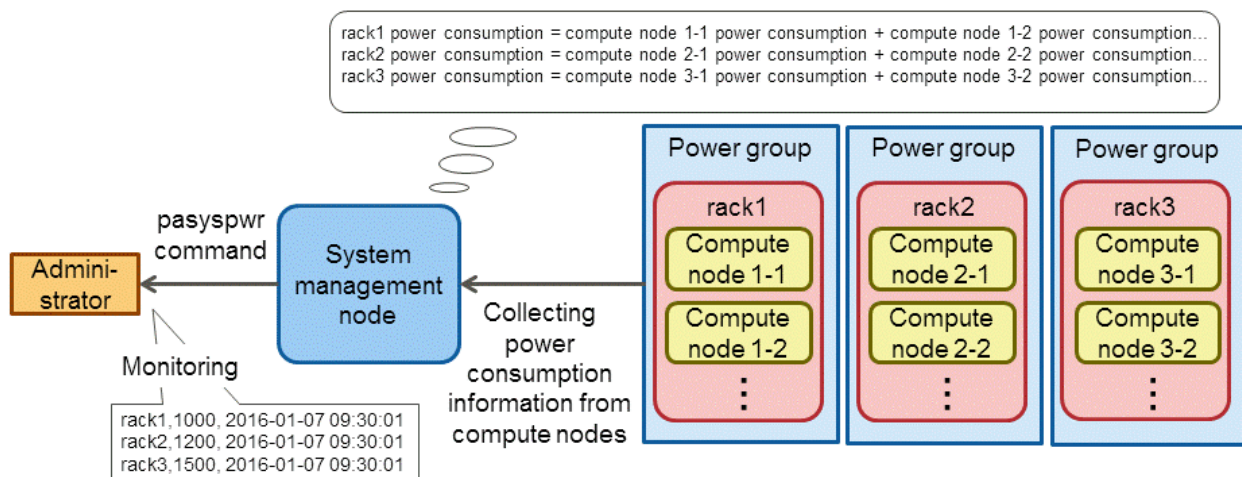 rack1 power consumption = compute node 1-1 power consumption + compute node 1-2 power consumption...
rack2 power consumption = compute node 2-1 power consumption + compute node 2-2 power consumption...
rack3 power consumption = compute node 3-1 power consumption + compute node 3-2 power consumption...
Power group
Power group
Power group
rack1
rack2
rack3
Compute
node 1-1
Compute
node 2-1
Compute
node 3-1
Compute
node 1-2
Compute
node 2-2
Compute
node 3-2
pasyspwr
command
System
management
node
Admini-
strator
Collecting
power
consumption
information from
compute nodes
Monitoring
rack1,1000, 2016-01-07 09:30:01
rack2,1200, 2016-01-07 09:30:01
rack3,1500, 2016-01-07 09:30:01